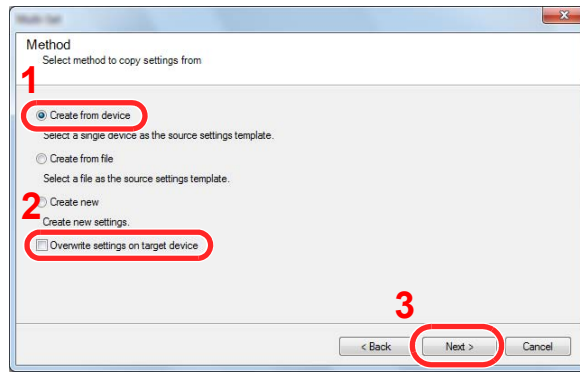 Method
Select method to copy settings from
1
Create from device
Select a single device as the source settings template.
Create from file
Select a file as the source settings template.
2
Create new
Create new settings.
Overwrite settings on target device
3
< Back Next > Cancel